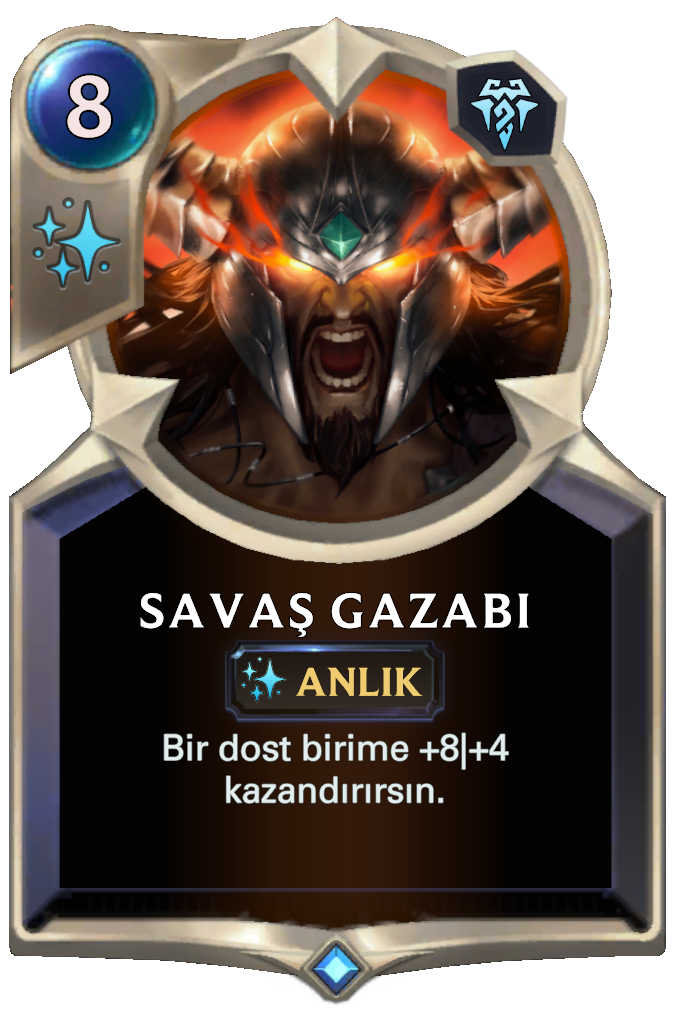 8
SAVAŞ GAZABI
ANLIK
Bir dost birime +8|+4
kazandırırsın.